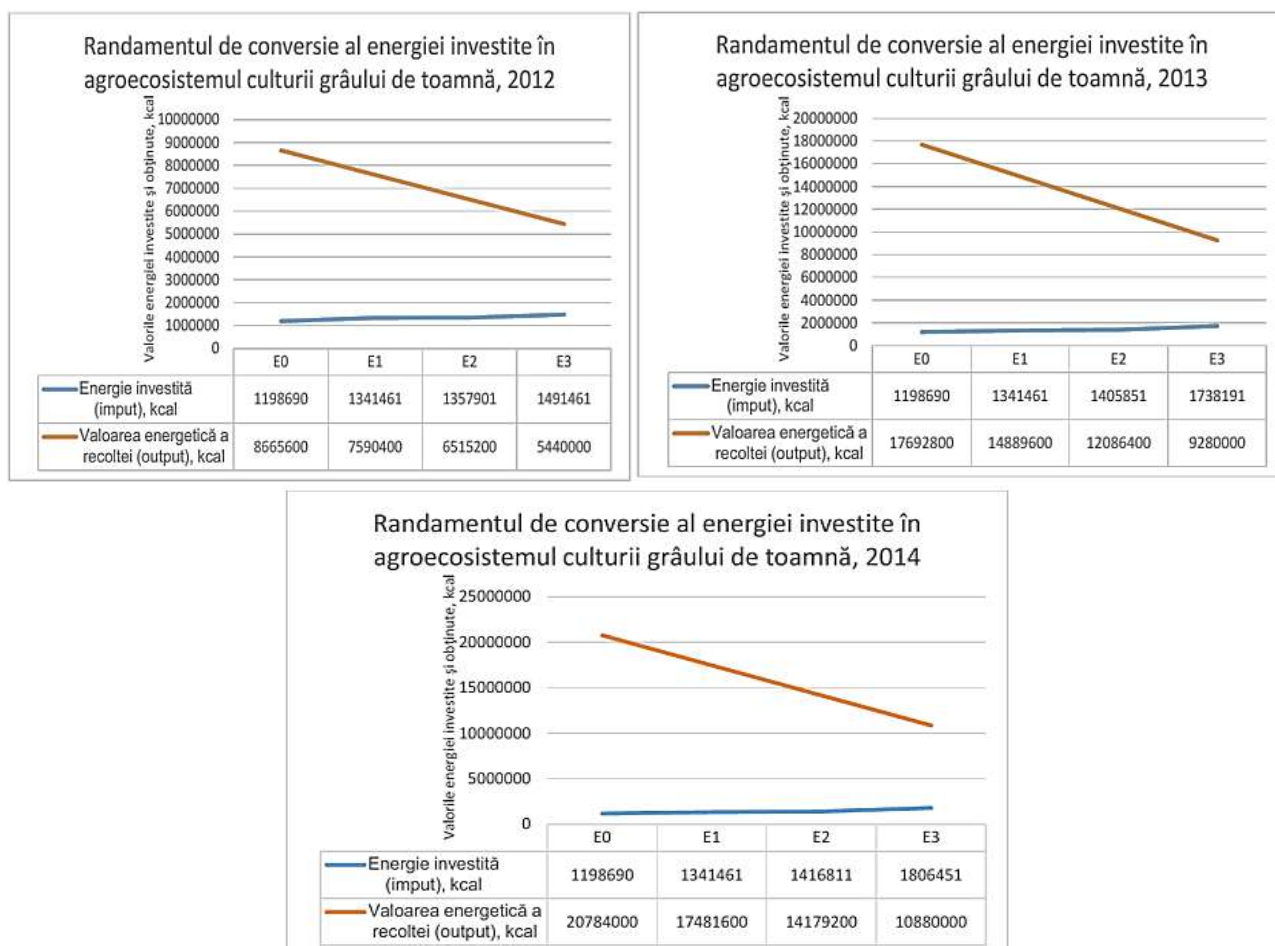 Randamentul de conversie al energiei investite în
agroecosistemul culturii grâului de toamnă, 2012
Valorile energiei investite și obținute, kcal
10000000
9000000
8000000
7000000
6000000
5000000
4000000
3000000
2000000
1000000
0
E0 E1 E2 E3
Energie investită
(imput), kcal
1198690 1341461 1357901 1491461
Valoarea energetică a
recoltei (output), kcal
8665600 7590400 6515200 5440000
Randamentul de conversie al energiei investite în
agroecosistemul culturii grâului de toamnă, 2013
Valorile energiei investite și obținute, kcal
20000000
18000000
16000000
14000000
12000000
10000000
8000000
6000000
4000000
2000000
0
E0 E1 E2 E3
Energie investită
(imput), kcal
1198690 1341461 1405851 1738191
Valoarea energetică a
recoltei (output), kcal
17692800 14889600 12086400 9280000
Randamentul de conversie al energiei investite în
agroecosistemul culturii grâului de toamnă, 2014
Valorile energiei investite și obținute, kcal
25000000
20000000
15000000
10000000
5000000
0
E0 E1 E2 E3
Energie investită
(imput), kcal
1198690 1341461 1416811 1806451
Valoarea energetică a
recoltei (output), kcal
20784000 17481600 14179200 10880000